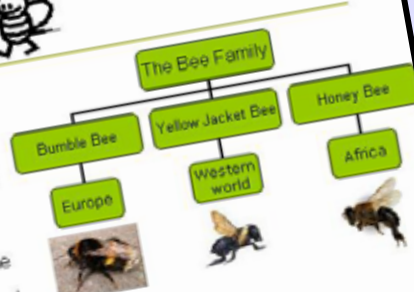 The Bee Family
Bumble Bee
Yellow Jacket Bee
Honey Bee
Europe
Western
world
Africa